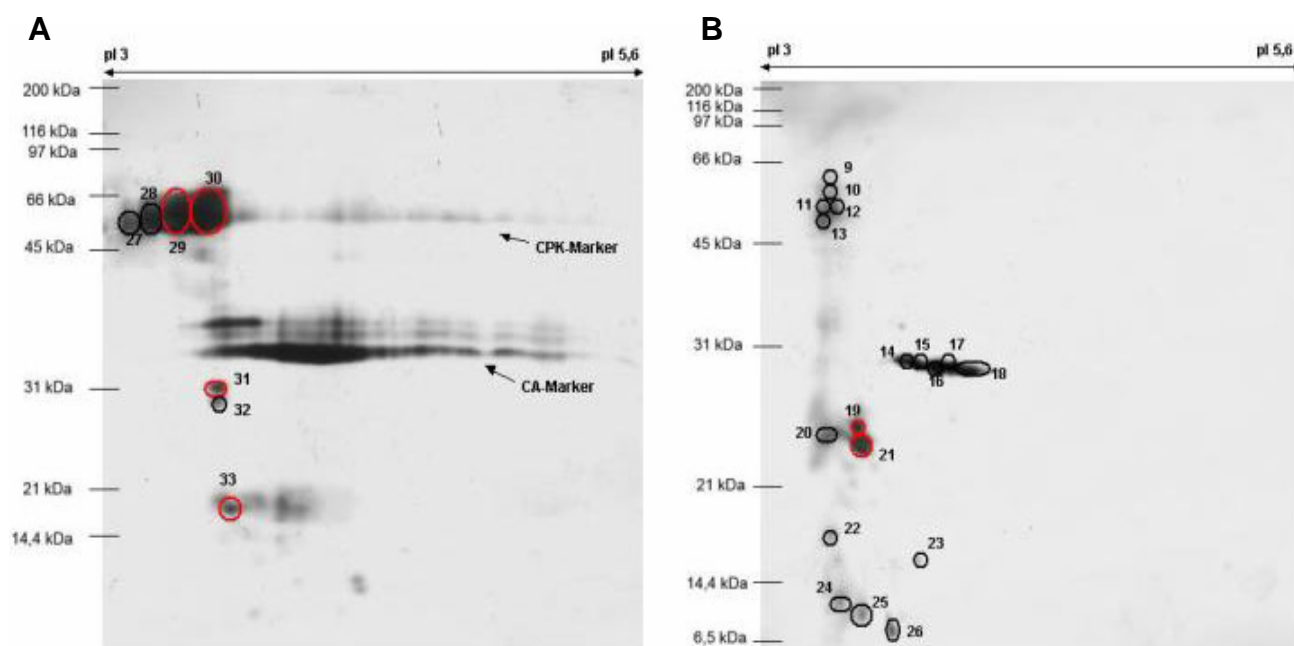 A
pI 3
pI 5,6
200 kDa
116 kDa
97 kDa
66 kDa
45 kDa
31 kDa
21 kDa
14,4 kDa
27
28
29
30
CPK-Marker
CA-Marker
31
32
33
B
pI 3
pI 5,6
200 kDa
116 kDa
97 kDa
66 kDa
45 kDa
31 kDa
21 kDa
14,4 kDa
6,5 kDa
9
10
11
12
13
14
15
17
16
18
19
20
21
22
23
24
25
26